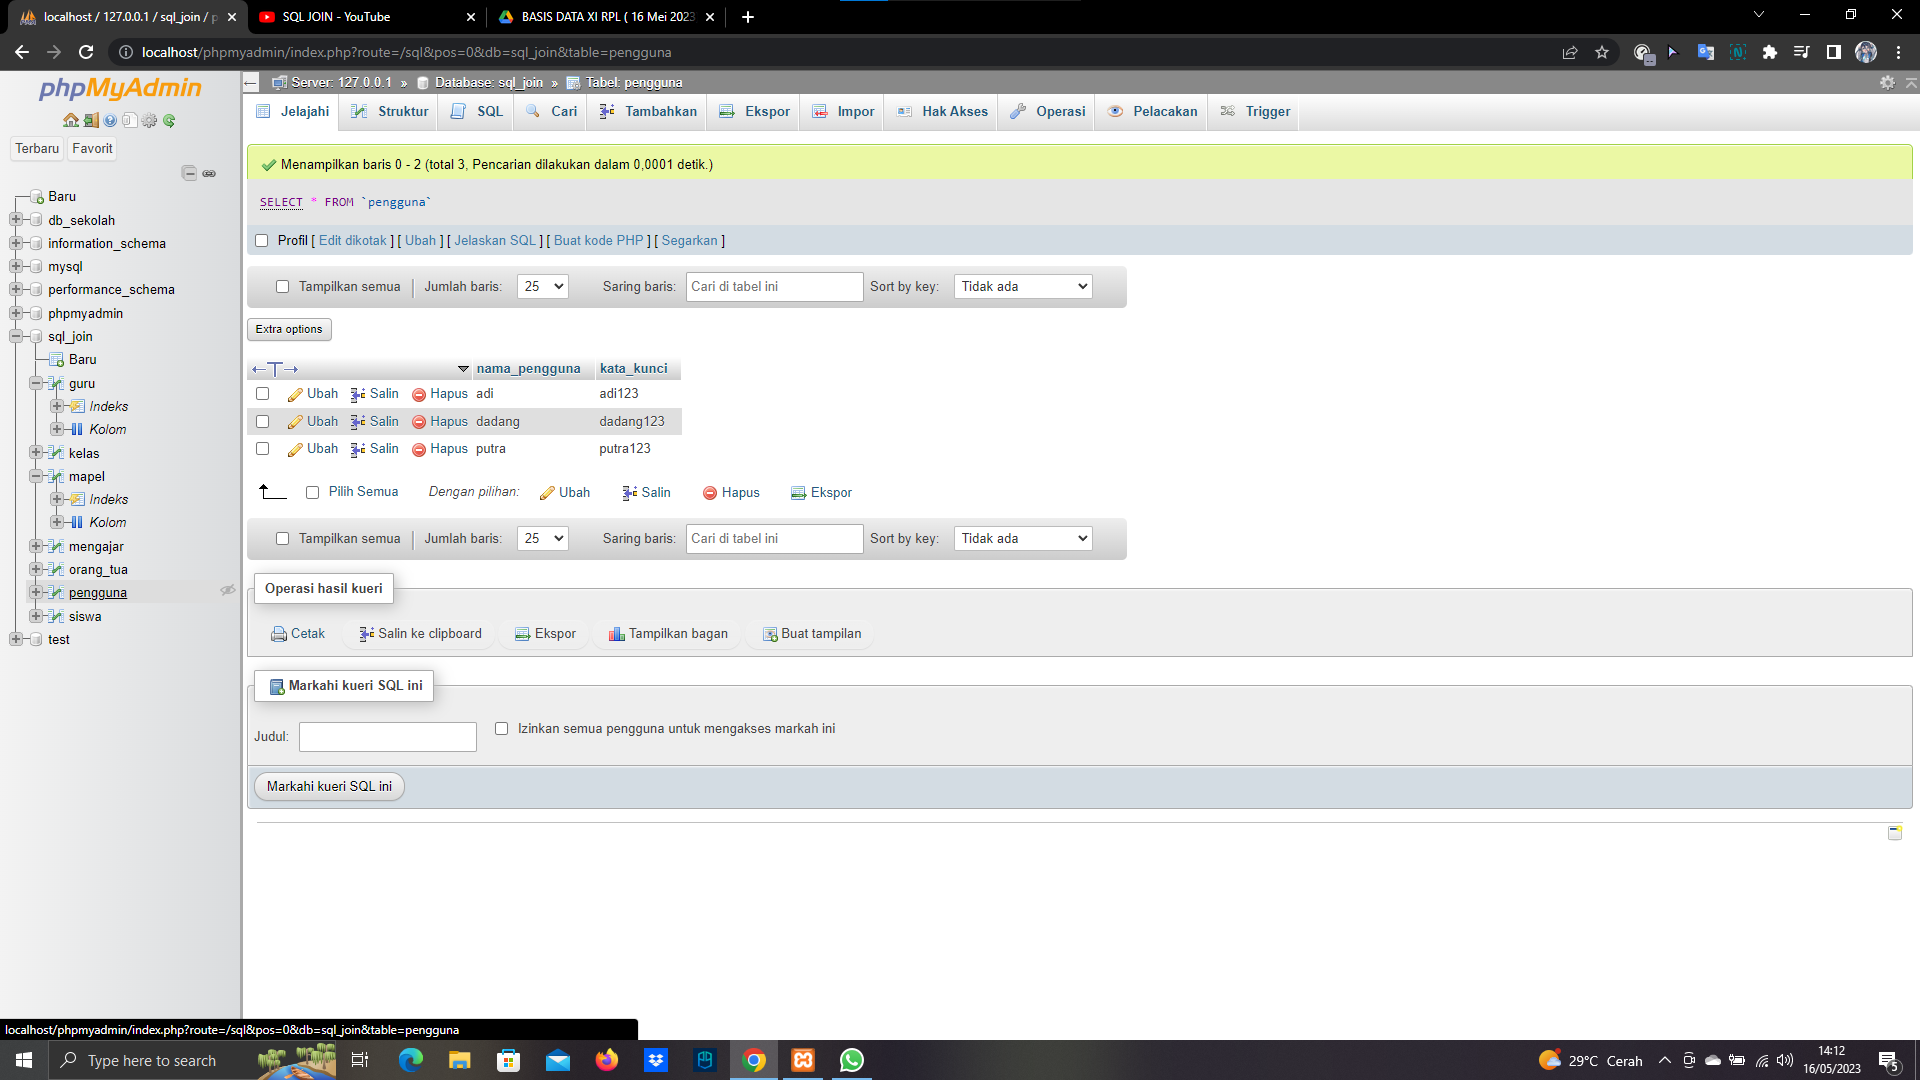 localhost / 127.0.0.1 / sql_join / p
SQL JOIN - YouTube
BASIS DATA XI RPL ( 16 Mei 2023
localhost/phpmyadmin/index.php?route=/sql&pos=0&db=sql_join&table=pengguna
phpMyAdmin
Terbaru
Favorit
Baru
db_sekolah
information_schema
mysql
performance_schema
phpmyadmin
sql_join
Baru
guru
Indeks
Kolom
kelas
mapel
Indeks
Kolom
mengajar
orang_tua
pengguna
siswa
test
Server: 127.0.0.1 » Database: sql_join » Tabel: pengguna
Jelajahi Struktur SQL Cari Tambahkan Ekspor Impor Hak Akses Operasi Pelacakan Trigger
Menampilkan baris 0 - 2 (total 3, Pencarian dilakukan dalam 0,0001 detik.)
SELECT * FROM `pengguna`
Profil [ Edit dikotak ] [ Ubah ] [ Jelaskan SQL ] [ Buat kode PHP ] [ Segarkan ]
Tampilkan semua Jumlah baris: 25 Saring baris: Cari di tabel ini Sort by key: Tidak ada
Extra options
nama_pengguna kata_kunci
Ubah Salin Hapus adi adi123
Ubah Salin Hapus dadang dadang123
Ubah Salin Hapus putra putra123
Pilih Semua Dengan pilihan: Ubah Salin Hapus Ekspor
Tampilkan semua Jumlah baris: 25 Saring baris: Cari di tabel ini Sort by key: Tidak ada
Operasi hasil kueri
Cetak Salin ke clipboard Ekspor Tampilkan bagan Buat tampilan
Markahi kueri SQL ini
Judul: Izinkan semua pengguna untuk mengakses markah ini
Markahi kueri SQL ini
localhost/phpmyadmin/index.php?route=/sql&pos=0&db=sql_join&table=pengguna
Type here to search
29°C Cerah
14:12
16/05/2023
5